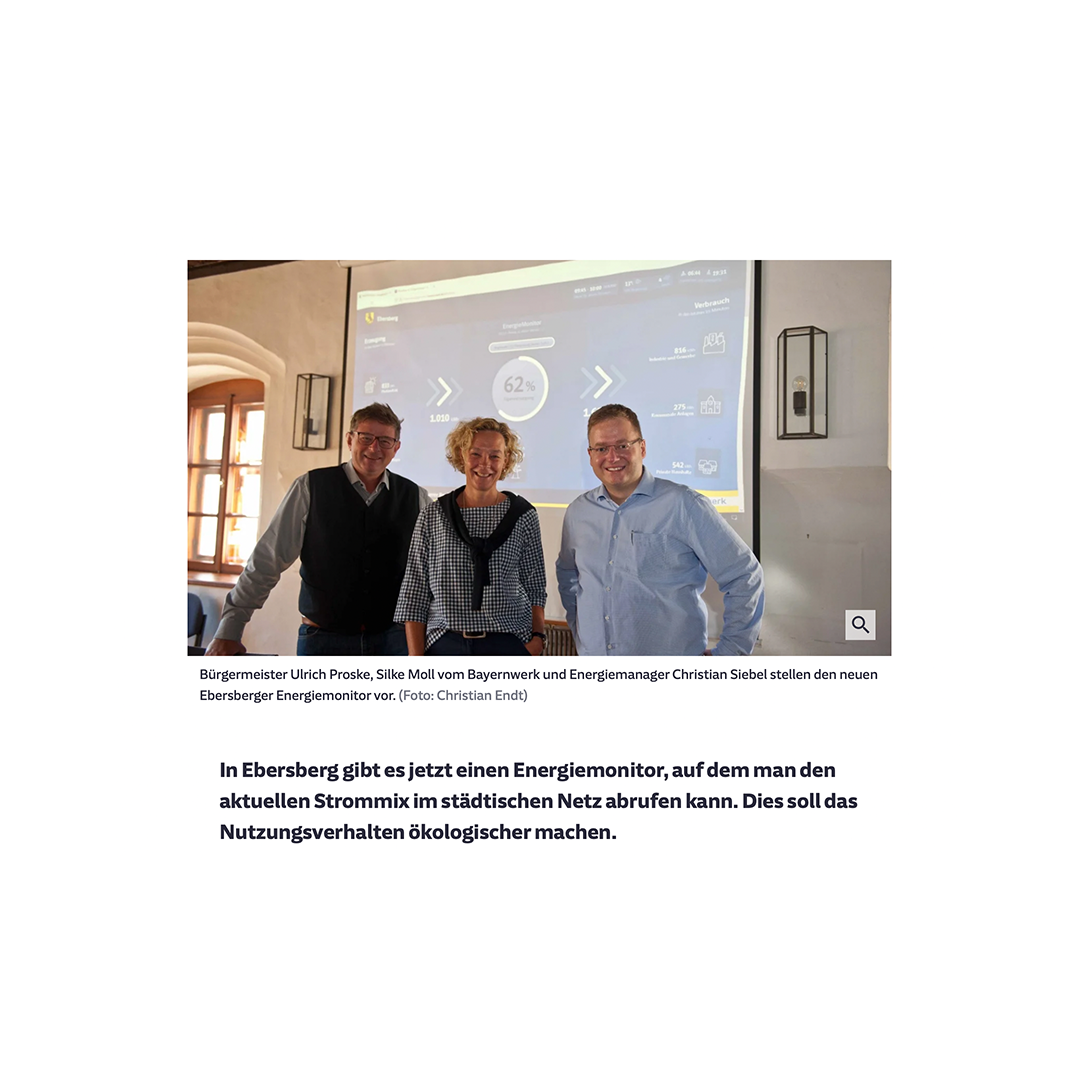 Ebersberg
EnergieMonitor
Verbrauch
Erzeugung
62%
816
1.010
275
542
Bürgermeister Ulrich Proske, Silke Moll vom Bayernwerk und Energiemanager Christian Siebel stellen den neuen
Ebersberger Energiemonitor vor. (Foto: Christian Endt)
In Ebersberg gibt es jetzt einen Energiemonitor, auf dem man den
aktuellen Strommix im städtischen Netz abrufen kann. Dies soll das
Nutzungsverhalten ökologischer machen.